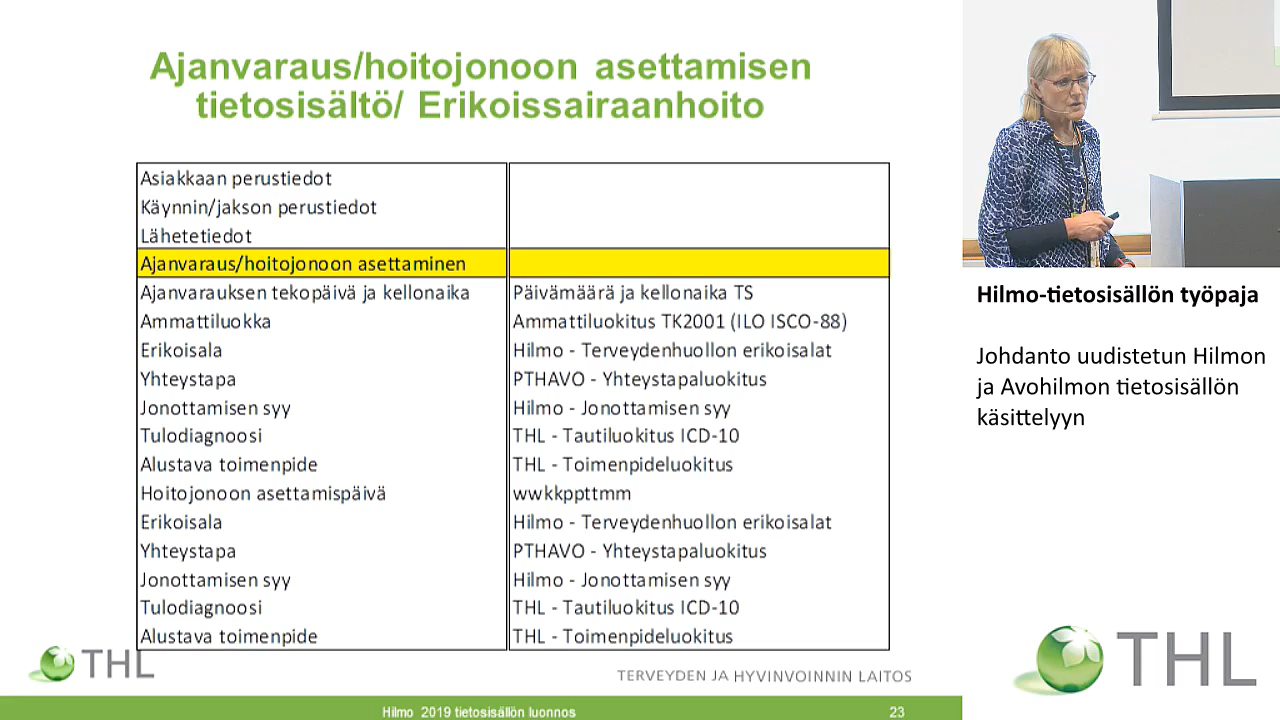 Ajanvaraus/hoitojonoon asettamisen
tietosisältö/ Erikoissairaanhoito
Asiakkaan perustiedot
Käynnin/jakson perustiedot
Lähetetiedot
Ajanvaraus/hoitojonoon asettaminen
Ajanvarauksen tekopäivä ja kellonaika Päivämäärä ja kellonaika TS
Ammattiluokka Ammattiluokitus TK2001 (ILO ISCO-88)
Erikoisala Hilmo - Terveydenhuollon erikoisalat
Yhteystapa PTHAVO - Yhteystapaluokitus
Jonottamisen syy Hilmo - Jonottamisen syy
Tulodiagnoosi THL - Tautiluokitus ICD-10
Alustava toimenpide THL - Toimenpideluokitus
Hoitojonoon asettamispäivä wwkkppttmm
Erikoisala Hilmo - Terveydenhuollon erikoisalat
Yhteystapa PTHAVO - Yhteystapaluokitus
Jonottamisen syy Hilmo - Jonottamisen syy
Tulodiagnoosi THL - Tautiluokitus ICD-10
Alustava toimenpide THL - Toimenpideluokitus
THL
TERVEYDEN JA HYVINVOINNIN LAITOS
Hilmo 2019 tietosisällön luonnos 23
Hilmo-tietosisällön työpaja
Johdanto uudistetun Hilmon
ja Avohilmon tietosisällön
käsittelyyn
THL